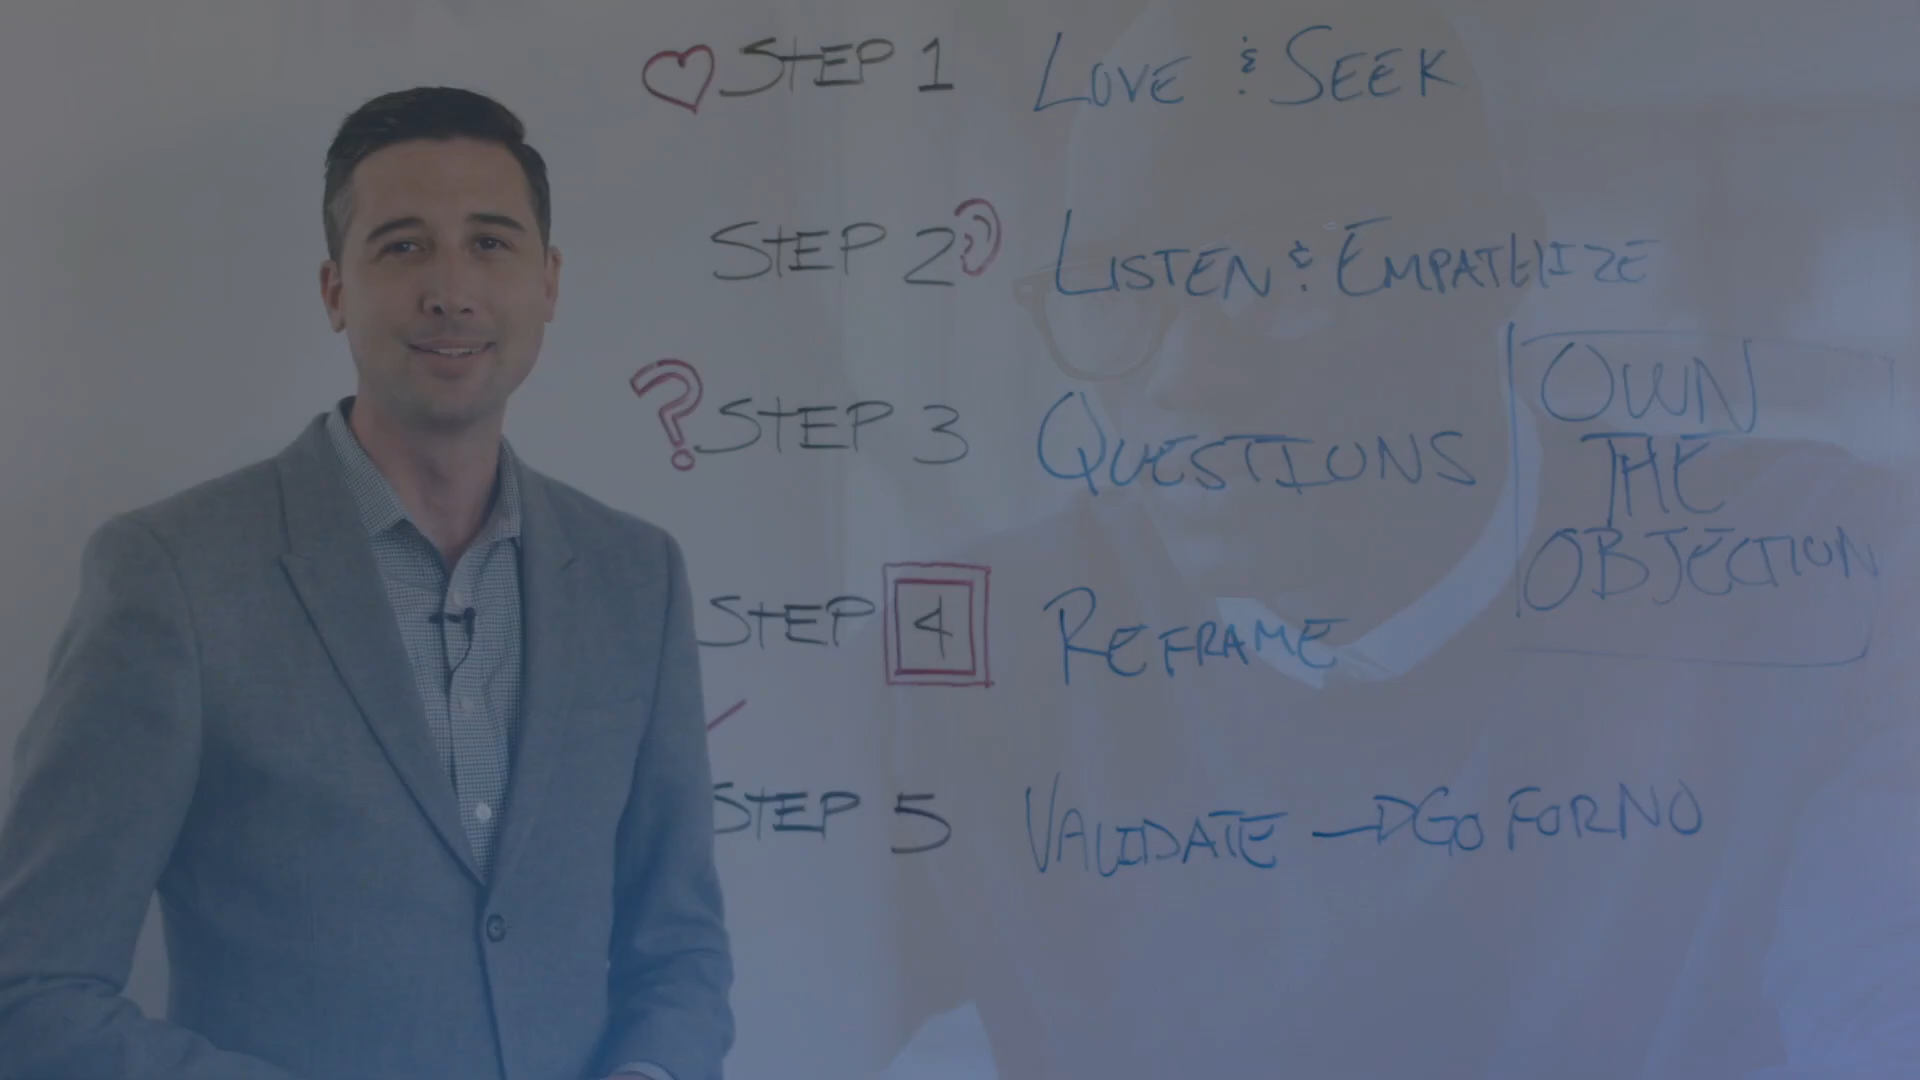 STEP 1 LOVE & SEEK
STEP 2 LISTEN & EMPATHIZE
STEP 3 QUESTIONS
OWN
THE
OBJECTION
STEP 4 REFRAME
STEP 5 VALIDATE → GO FOR NO